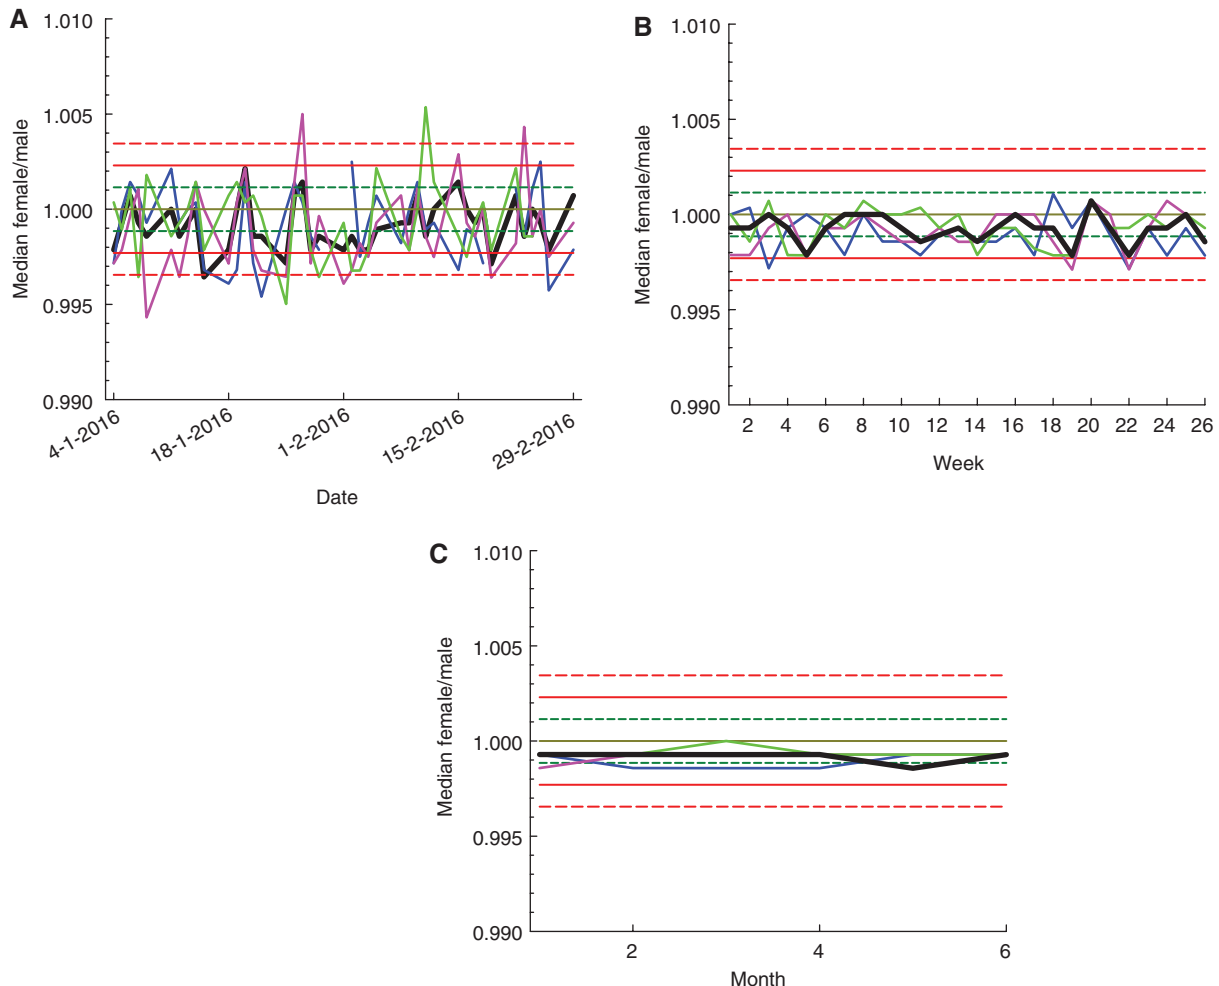 A
1.010
1.005
1.000
0.995
0.990
Median female/male
4-1-2016
18-1-2016
1-2-2016
15-2-2016
29-2-2016
Date
B
1.010
1.005
1.000
0.995
0.990
Median female/male
2 4 6 8 10 12 14 16 18 20 22 24 26
Week
C
1.010
1.005
1.000
0.995
0.990
Median female/male
2 4 6
Month